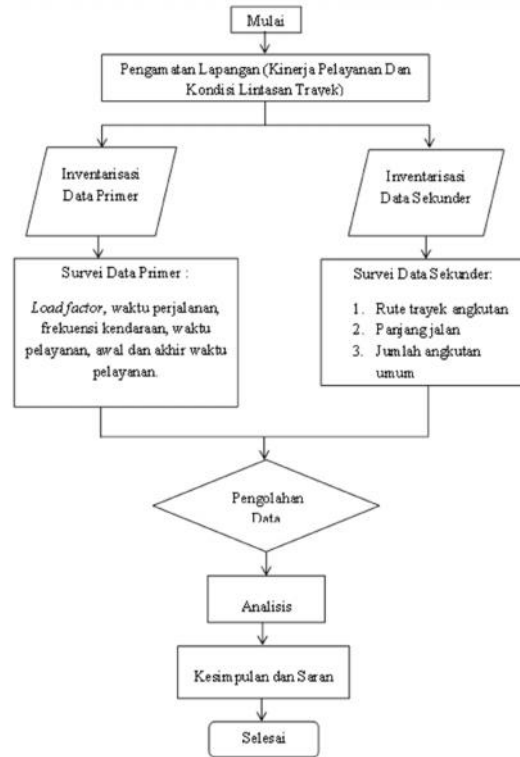 Mulai
Pengamatan Lapangan (Kinerja Pelayanan Dan
Kondisi Lintasan Trayek)
Inventarisasi
Data Primer
Inventarisasi
Data Sekunder
Survei Data Primer :
Load factor, waktu perjalanan,
frekuensi kendaraan, waktu
pelayanan, awal dan akhir waktu
pelayanan.
Survei Data Sekunder:
1. Rute trayek angkutan
2. Panjang jalan
3. Jumlah angkutan
umum
Pengolahan
Data
Analisis
Kesimpulan dan Saran
Selesai